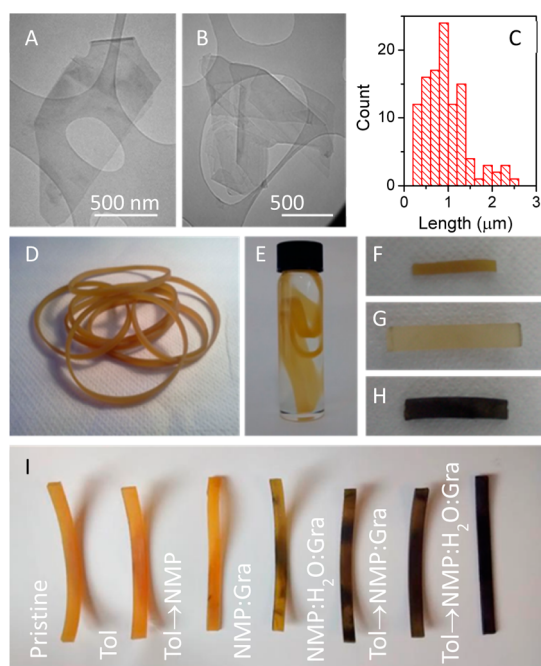 A
500 nm
B
500
C
20
10
0
Count
0
1
2
3
Length (μm)
D
E
F
G
H
I
Pristine
Tol
Tol→NMP
NMP:Gra
NMP:H₂O:Gra
Tol→NMP:Gra
Tol→NMP:H₂O:Gra